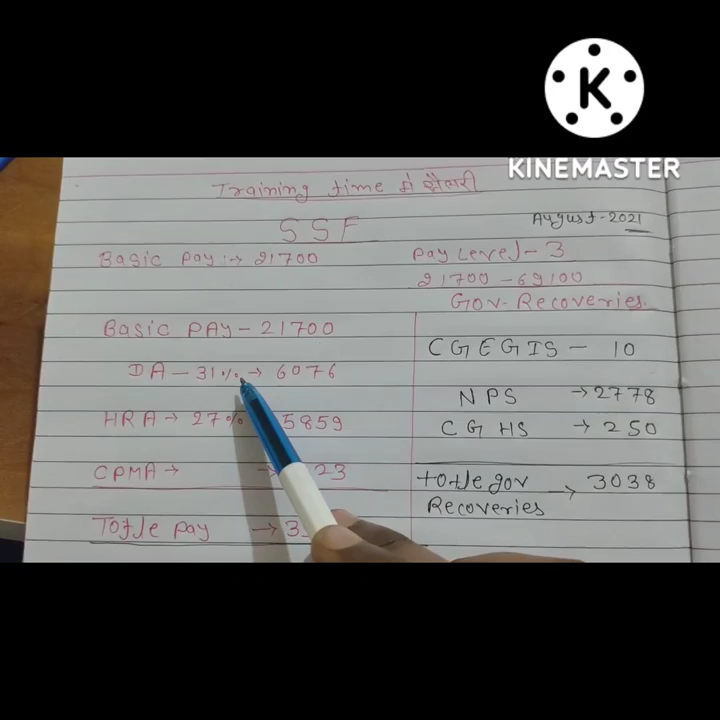 KINEMASTER
Training time में सैलरी
SSF
August-2021
Basic Pay :→ 21700
Pay Level - 3
21700 - 69100
Gov. Recoveries
Basic PAY - 21700
DA - 31% → 6076
HRA → 27% 5859
CPMA → → 23
Totle pay → 3
CGEGIS - 10
NPS → 2778
CGHS → 250
totle gov
Recoveries → 3038